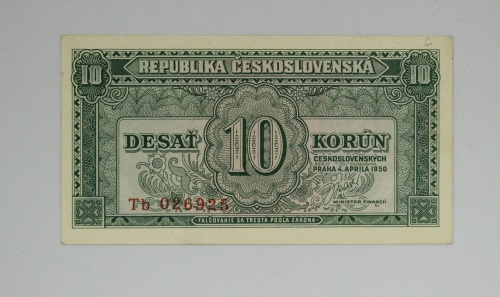 10 REPUBLIKA ČESKOSLOVENSKÁ 10
DESAŤ 10 KORÚN
ČESKOSLOVENSKÝCH
PRAHA 4. APRÍLA 1950
MINISTER FINANCIÍ
Tb 026925
FALŠOVANIE SA TRESTÁ PODĽA ZÁKONA